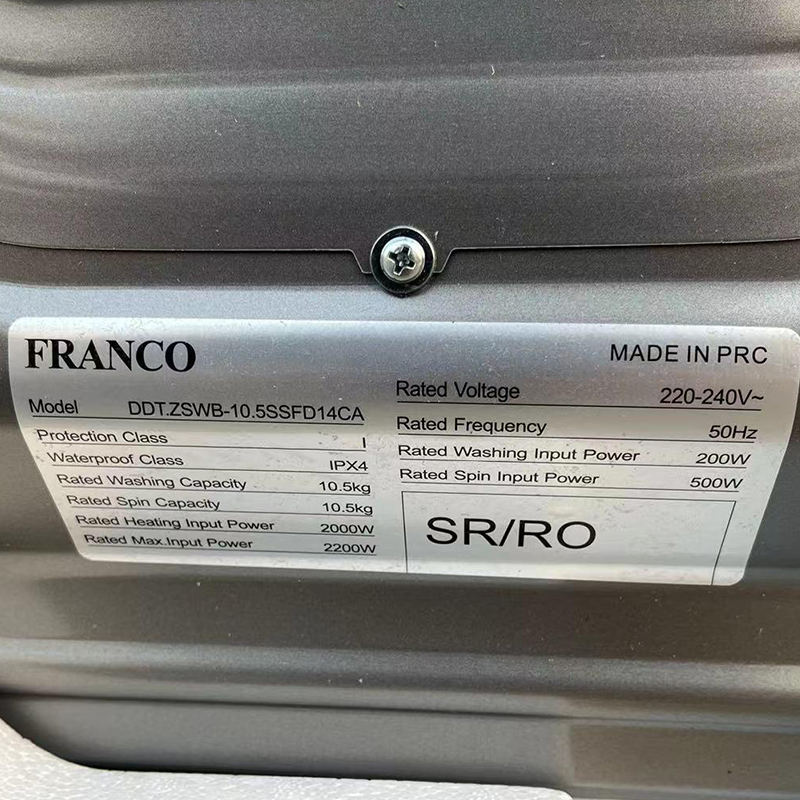 FRANCO
MADE IN PRC
Model DDT.ZSWB-10.5SSFD14CA
Protection Class I
Waterproof Class IPX4
Rated Washing Capacity 10.5kg
Rated Spin Capacity 10.5kg
Rated Heating Input Power 2000W
Rated Max.Input Power 2200W
Rated Voltage 220-240V~
Rated Frequency 50Hz
Rated Washing Input Power 200W
Rated Spin Input Power 500W
SR/RO